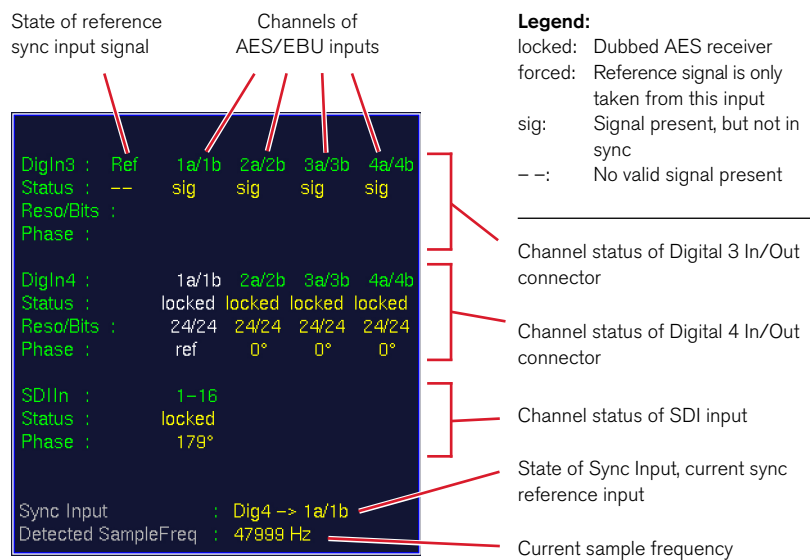 State of reference
sync input signal
Channels of
AES/EBU inputs
Legend:
locked: Dubbed AES receiver
forced: Reference signal is only
taken from this input
sig: Signal present, but not in
sync
– –: No valid signal present
DigIn3 : Ref 1a/1b 2a/2b 3a/3b 4a/4b
Status : –– sig sig sig sig
Reso/Bits :
Phase :
DigIn4 : 1a/1b 2a/2b 3a/3b 4a/4b
Status : locked locked locked locked
Reso/Bits : 24/24 24/24 24/24 24/24
Phase : ref 0° 0° 0°
SDIIn : 1–16
Status : locked
Phase : 179°
Sync Input : Dig4 –> 1a/1b
Detected SampleFreq : 47999 Hz
Channel status of Digital 3 In/Out
connector
Channel status of Digital 4 In/Out
connector
Channel status of SDI input
State of Sync Input, current sync
reference input
Current sample frequency